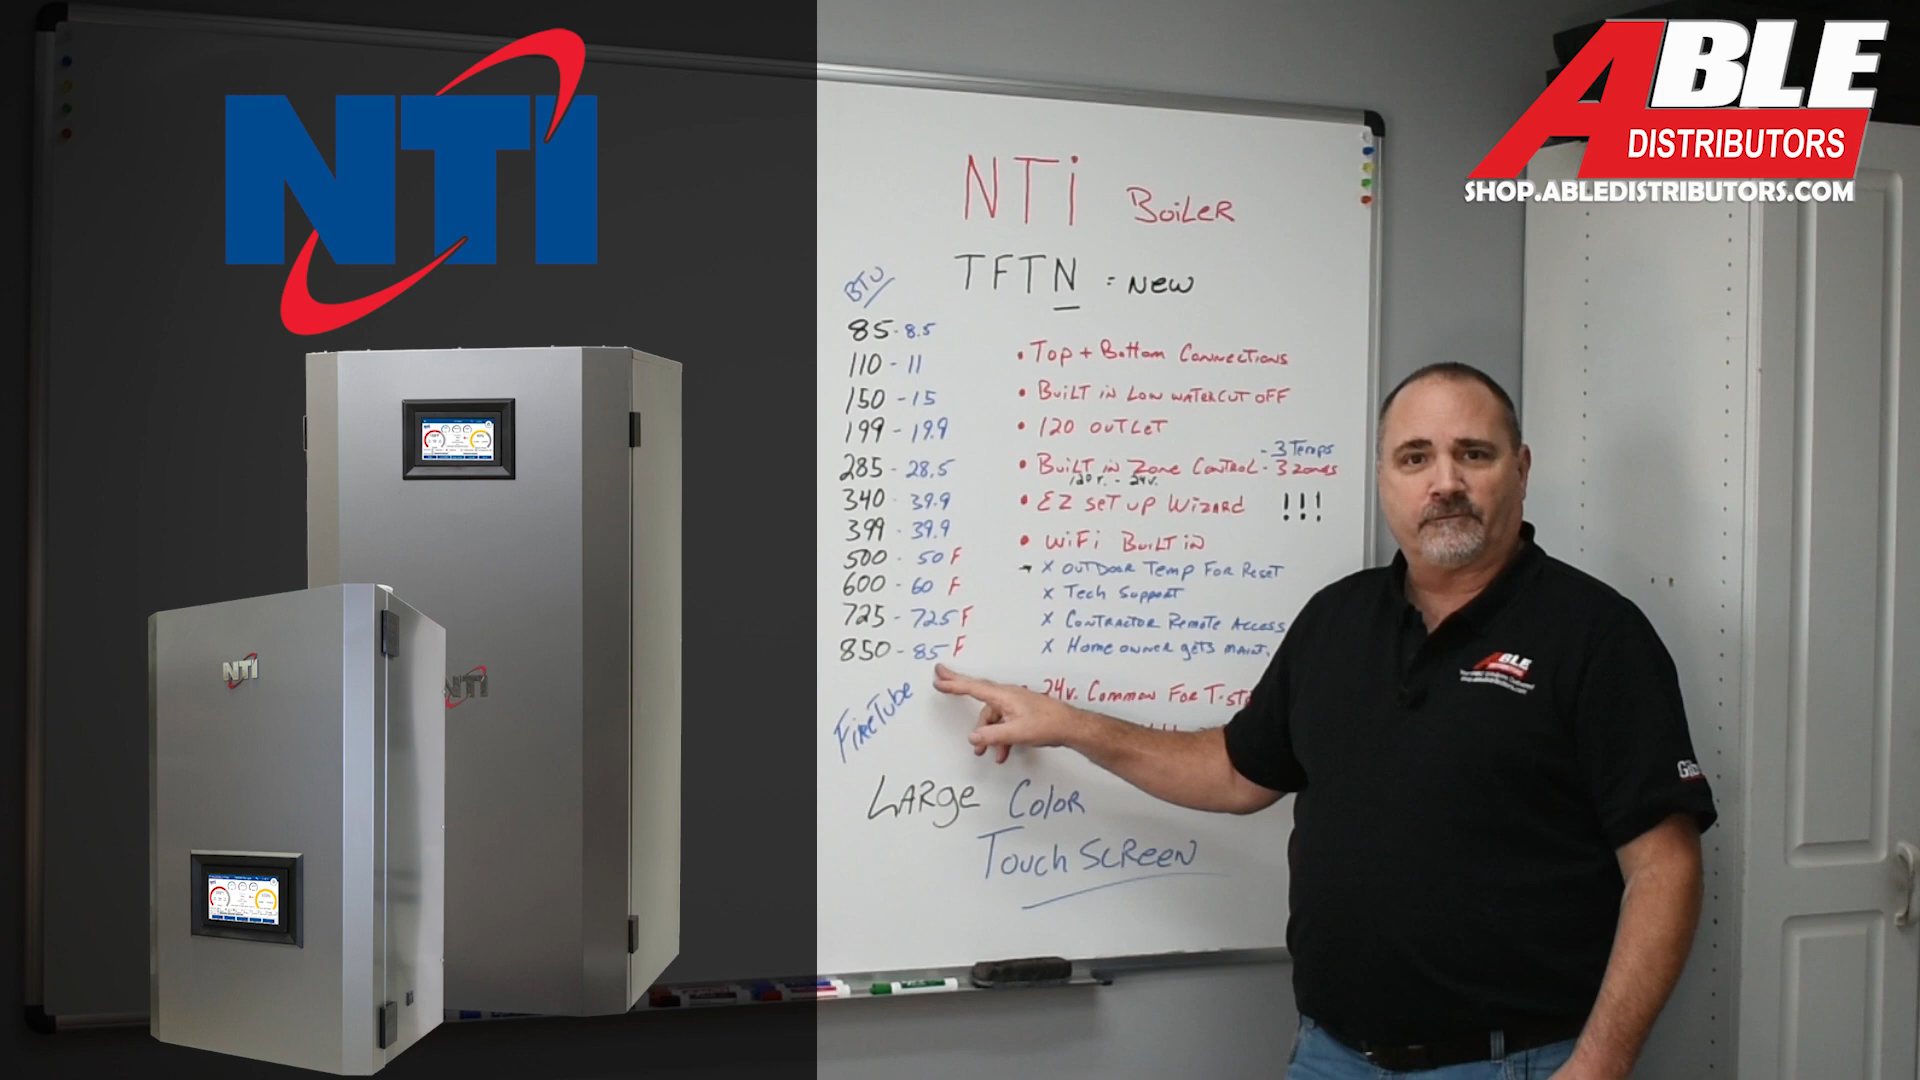 NTI
ABLE
DISTRIBUTORS
SHOP.ABLEDISTRIBUTORS.COM
NTi Boiler
TFTN = New
BTU
85 - 8.5
110 - 11
150 - 15
199 - 19.9
285 - 28.5
340 - 39.9
399 - 39.9
500 - 50 F
600 - 60 F
725 - 725 F
850 - 85 F
FireTube
• Top + Bottom Connections
• Built in Low water cut off
• 120 outlet
- 3 Temps
• Built in Zone Control - 3 zones
120v. - 24v.
• EZ Set up Wizard !!!
• WiFi Built in
x Outdoor Temp For Reset
x Tech Support
x Contractor Remote Access
x Home owner gets maint.
24v. Common For T-st
Large Color
Touch Screen
NTI
NTI
ABLE
DISTRIBUTORS